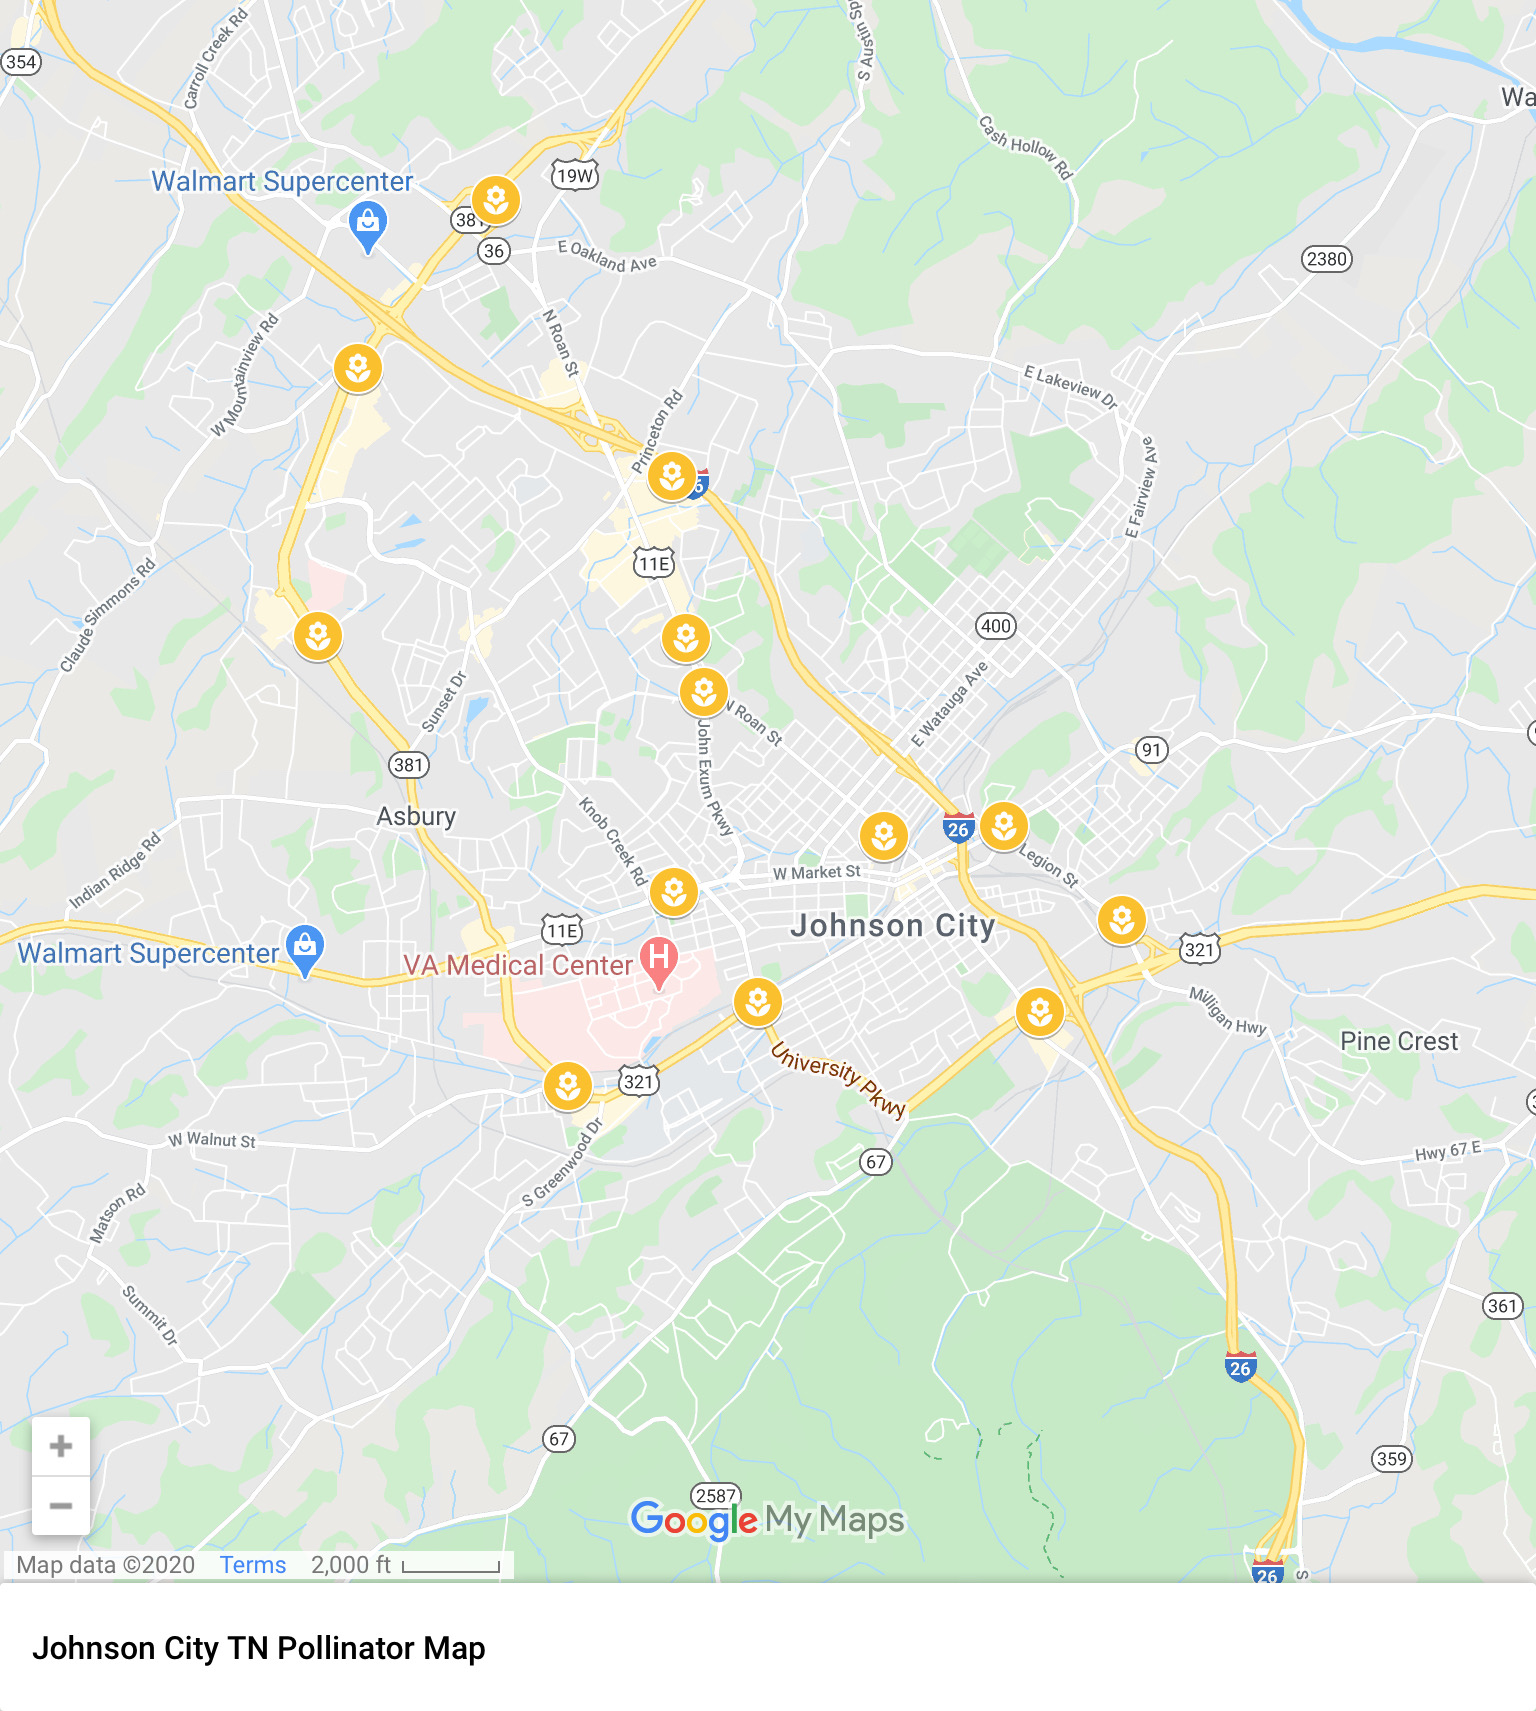 354
Carroll Creek Rd
S Austin Sp
Wa
Cash Hollow Rd
Walmart Supercenter
19W
381
36
E Oakland Ave
2380
N Roan St
W Mountainview Rd
E Lakeview Dr
Princeton Rd
E Fairview Ave
11E
Claude Simmons Rd
400
Sunset Dr
E Watauga Ave
N Roan St
John Exum Pkwy
91
381
Asbury
Knob Creek Rd
26
Indian Ridge Rd
W Market St
Legion St
Johnson City
11E
Walmart Supercenter
VA Medical Center
H
321
Milligan Hwy
Pine Crest
University Pkwy
321
W Walnut St
S Greenwood Dr
67
Hwy 67 E
Matson Rd
Summit Dr
361
26
67
359
2587
Google My Maps
Map data ©2020 Terms 2,000 ft
26
S
Johnson City TN Pollinator Map